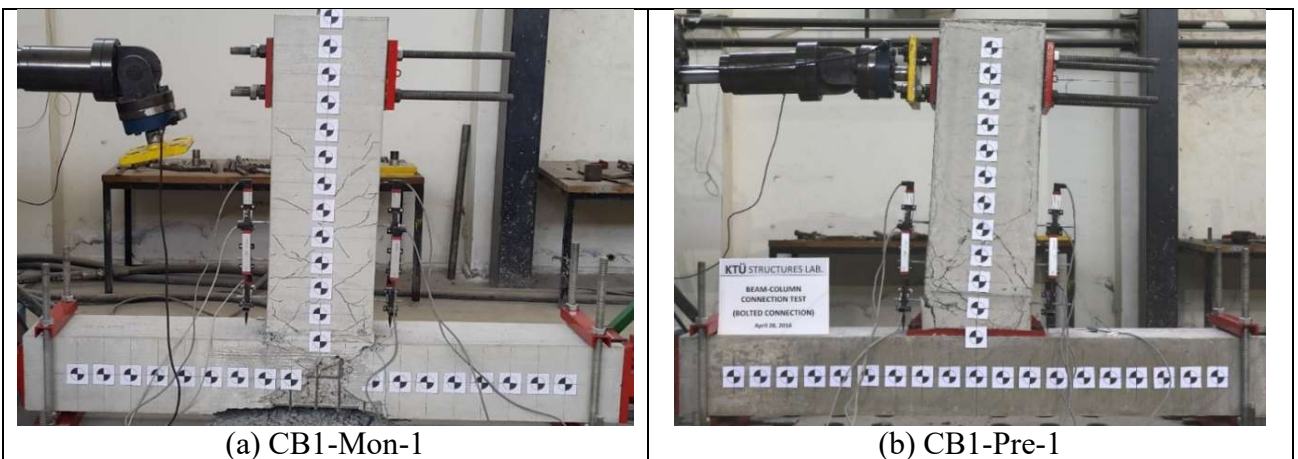 KTÜ STRUCTURES LAB.
BEAM-COLUMN
CONNECTION TEST
(BOLTED CONNECTION)
April 28, 2016
(a) CB1-Mon-1
(b) CB1-Pre-1